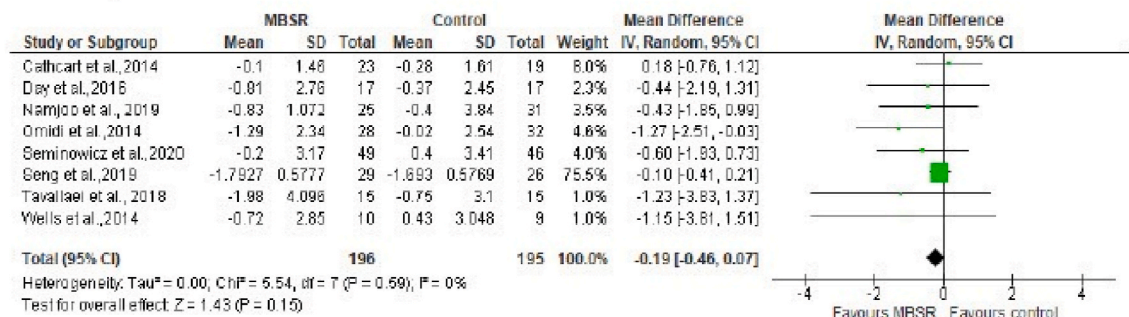 MBSR Control Mean Difference Mean Difference
Study or Subgroup Mean SD Total Mean SD Total Weight IV, Random, 95% CI IV, Random, 95% CI
Cathcart et al.,2014 -0.1 1.46 23 -0.28 1.61 19 8.0% 0.18 [-0.76, 1.12]
Day et al.,2016 -0.81 2.76 17 -0.37 2.45 17 2.3% -0.44 [-2.19, 1.31]
Namjoo et al., 2019 -0.83 1.072 25 -0.4 3.84 31 3.5% -0.43 [-1.85, 0.99]
Omidi et al.,2014 -1.29 2.34 28 -0.02 2.54 32 4.6% -1.27 [-2.51, -0.03]
Seminowicz et al.,2020 -0.2 3.17 49 0.4 3.41 46 4.0% -0.60 [-1.93, 0.73]
Seng et al.,2019 -1.7927 0.5777 29 -1.693 0.5769 26 75.5% -0.10 [-0.41, 0.21]
Tavallaei et al., 2018 -1.98 4.096 15 -0.75 3.1 15 1.0% -1.23 [-3.83, 1.37]
Wells et al.,2014 -0.72 2.85 10 0.43 3.048 9 1.0% -1.15 [-3.81, 1.51]
Total (95% CI) 196 195 100.0% -0.19 [-0.46, 0.07]
Heterogeneity: Tau² = 0.00; Chi² = 5.54, df = 7 (P = 0.59); I² = 0%
Test for overall effect: Z = 1.43 (P = 0.15)
-4 -2 0 2 4
Favours MBSR Favours control